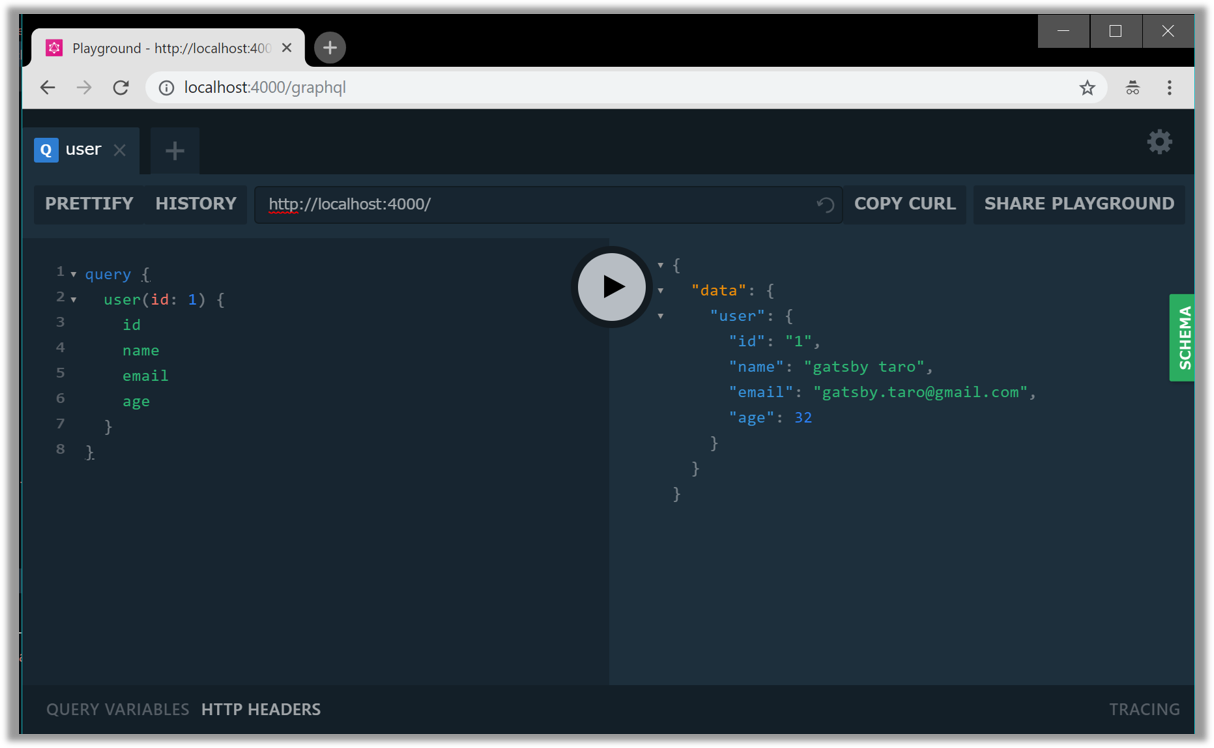 Playground - http://localhost:400
localhost:4000/graphql
Q user
PRETTIFY HISTORY http://localhost:4000/ COPY CURL SHARE PLAYGROUND
1 query {
2 user(id: 1) {
3 id
4 name
5 email
6 age
7 }
8 }
{
"data": {
"user": {
"id": "1",
"name": "gatsby taro",
"email": "gatsby.taro@gmail.com",
"age": 32
}
}
}
SCHEMA
QUERY VARIABLES HTTP HEADERS TRACING